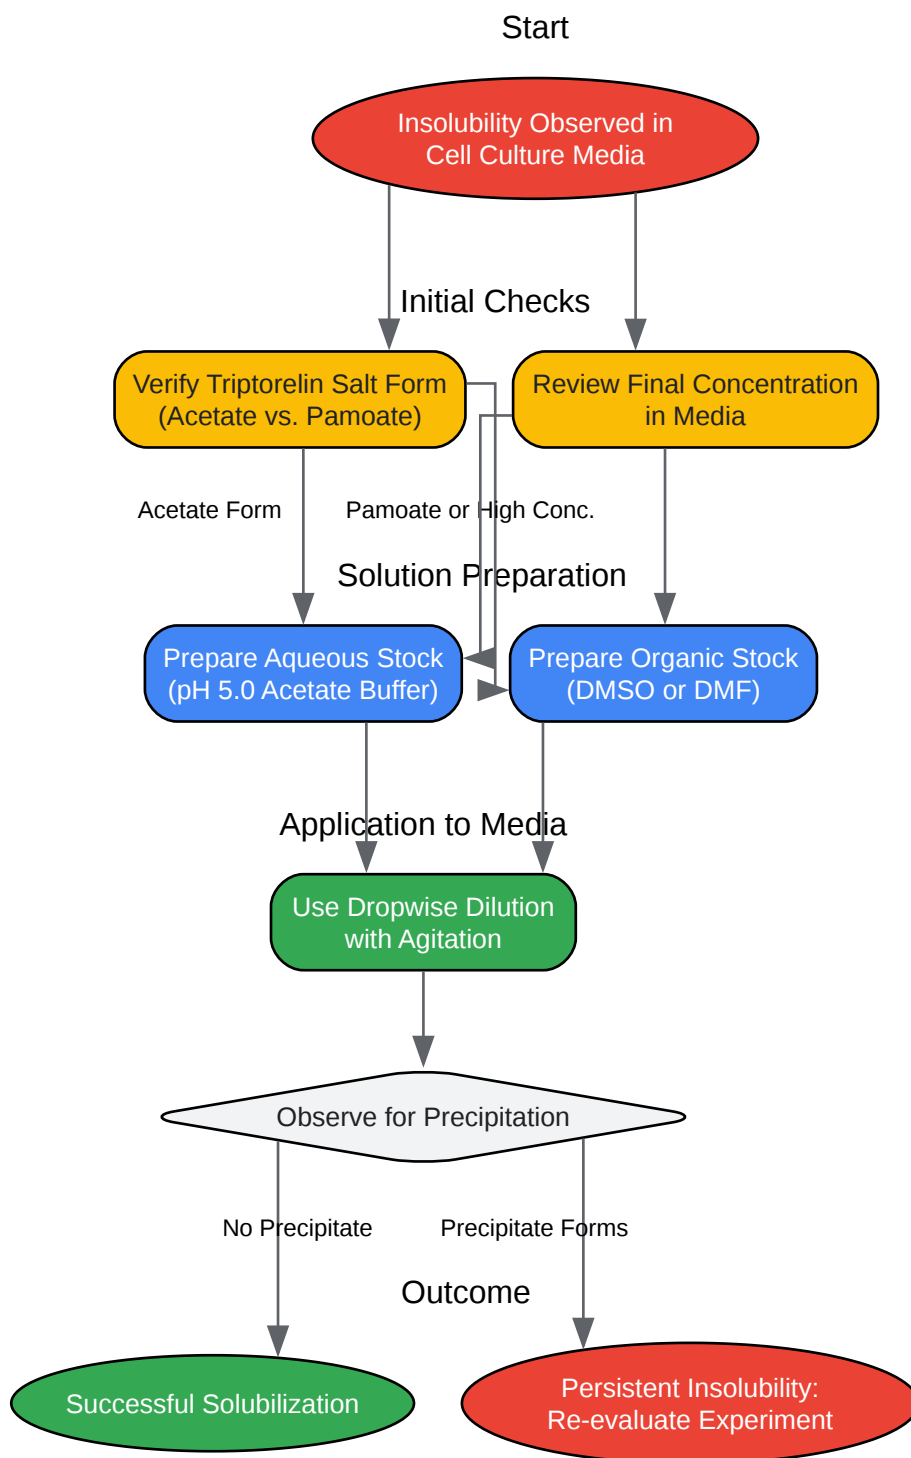 Start
Insolubility Observed in
Cell Culture Media
Initial Checks
Verify Triptorelin Salt Form
(Acetate vs. Pamoate)
Review Final Concentration
in Media
Acetate Form
Pamoate or High Conc.
Solution Preparation
Prepare Aqueous Stock
(pH 5.0 Acetate Buffer)
Prepare Organic Stock
(DMSO or DMF)
Application to Media
Use Dropwise Dilution
with Agitation
Observe for Precipitation
No Precipitate
Precipitate Forms
Outcome
Successful Solubilization
Persistent Insolubility:
Re-evaluate Experiment